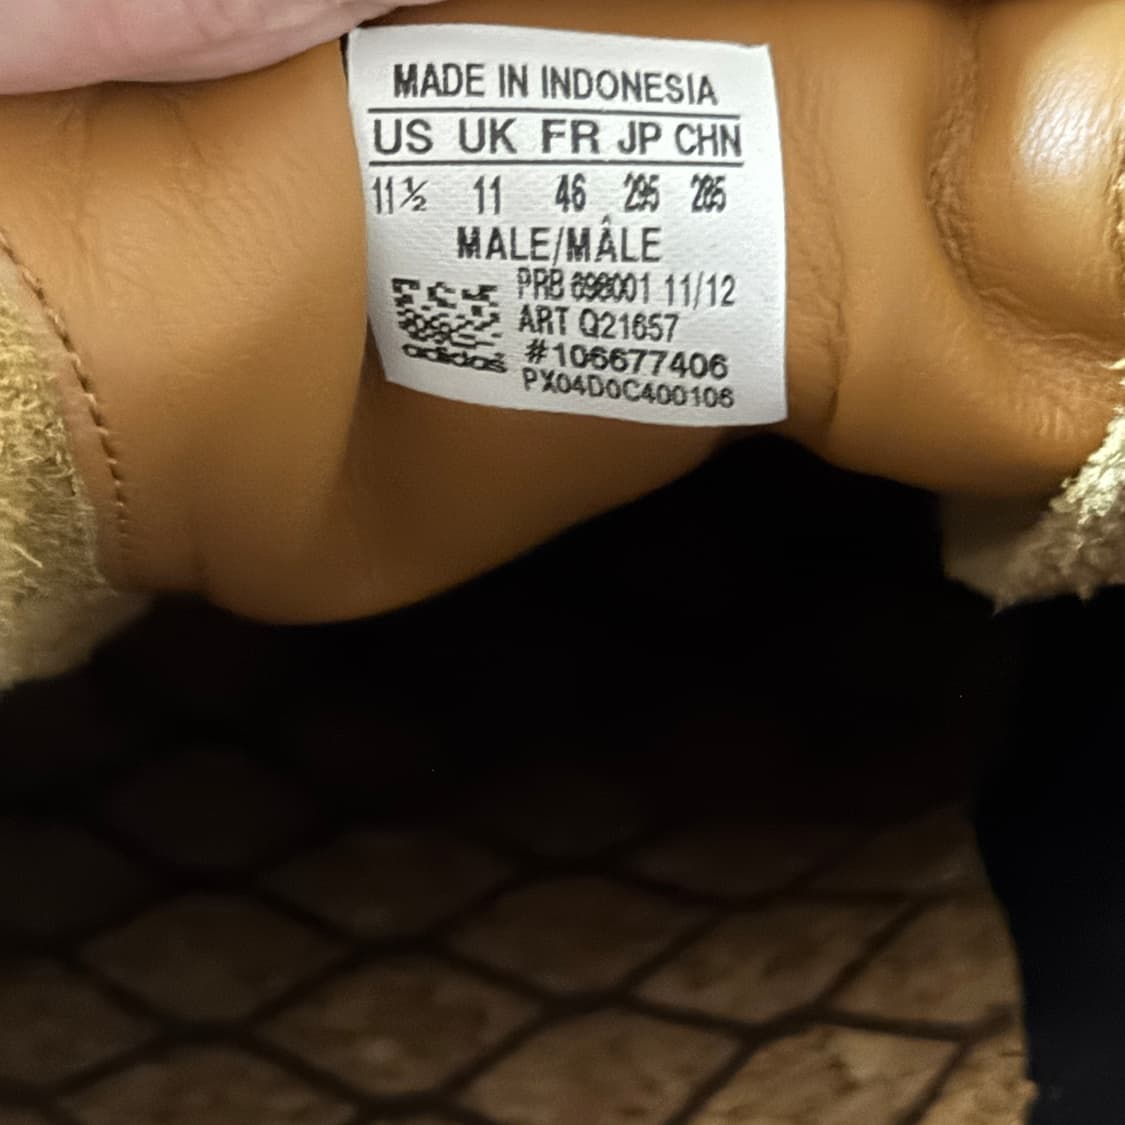 MADE IN INDONESIA
US UK FR JP CHN
11½ 11 46 295 285
MALE/MÂLE
PRB 698001 11/12
ART Q21657
#106677406
adidas
PX04D0C400106